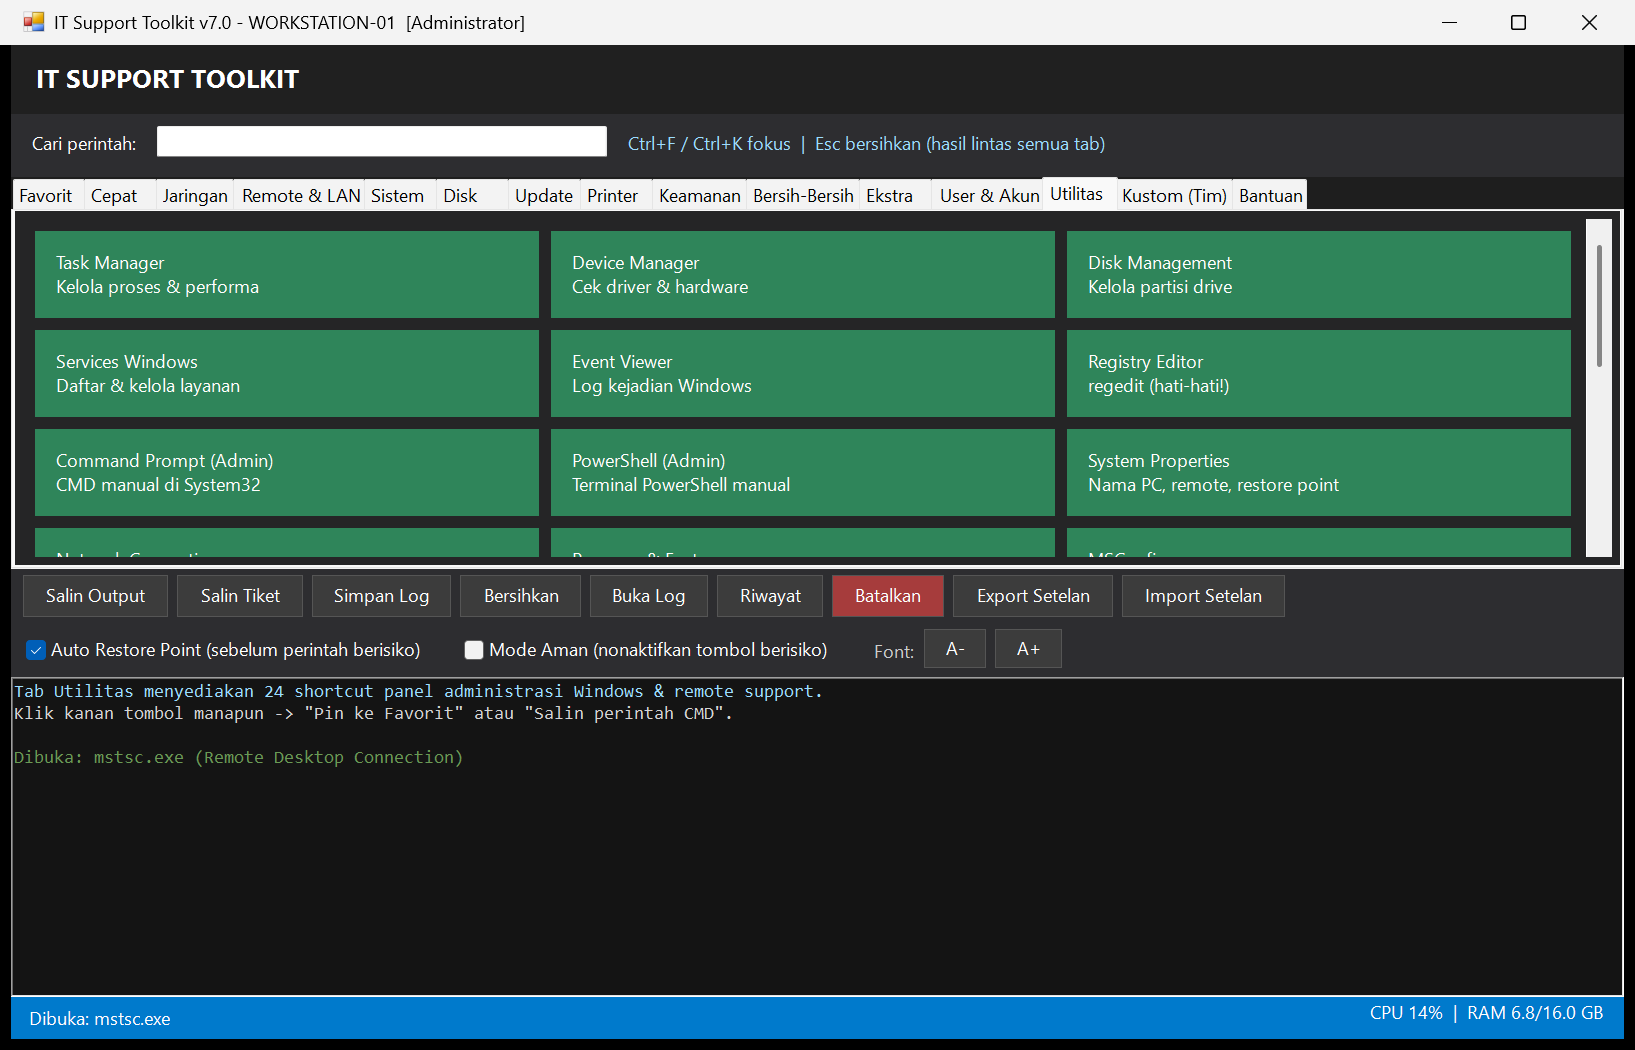 IT Support Toolkit v7.0 - WORKSTATION-01  [Administrator]
IT SUPPORT TOOLKIT
Cari perintah:
Ctrl+F / Ctrl+K fokus  |  Esc bersihkan (hasil lintas semua tab)
Favorit Cepat Jaringan Remote & LAN Sistem Disk Update Printer Keamanan Bersih-Bersih Ekstra User & Akun Utilitas Kustom (Tim) Bantuan
Task Manager
Kelola proses & performa
Device Manager
Cek driver & hardware
Disk Management
Kelola partisi drive
Services Windows
Daftar & kelola layanan
Event Viewer
Log kejadian Windows
Registry Editor
regedit (hati-hati!)
Command Prompt (Admin)
CMD manual di System32
PowerShell (Admin)
Terminal PowerShell manual
System Properties
Nama PC, remote, restore point
Salin Output Salin Tiket Simpan Log Bersihkan Buka Log Riwayat Batalkan Export Setelan Import Setelan
Auto Restore Point (sebelum perintah berisiko) Mode Aman (nonaktifkan tombol berisiko) Font: A- A+
Tab Utilitas menyediakan 24 shortcut panel administrasi Windows & remote support.
Klik kanan tombol manapun -> "Pin ke Favorit" atau "Salin perintah CMD".
Dibuka: mstsc.exe (Remote Desktop Connection)
Dibuka: mstsc.exe
CPU 14%  |  RAM 6.8/16.0 GB